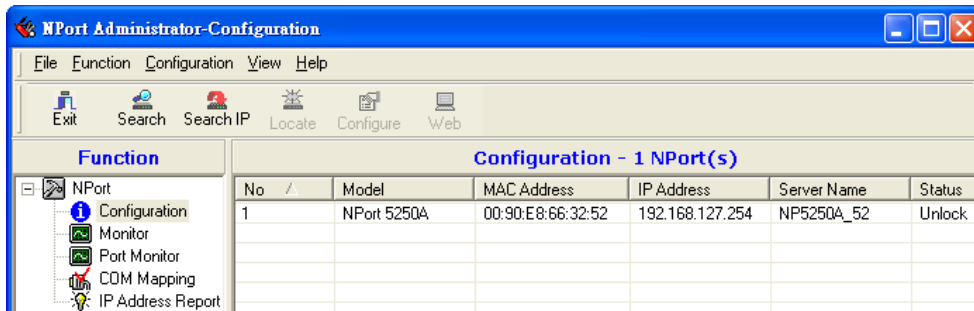 NPort Administrator-Configuration
File Function Configuration View Help
Exit Search Search IP Locate Configure Web
Function
Configuration - 1 NPort(s)
NPort
Configuration
Monitor
Port Monitor
COM Mapping
IP Address Report
No Model MAC Address IP Address Server Name Status
1 NPort 5250A 00:90:E8:66:32:52 192.168.127.254 NP5250A_52 Unlock